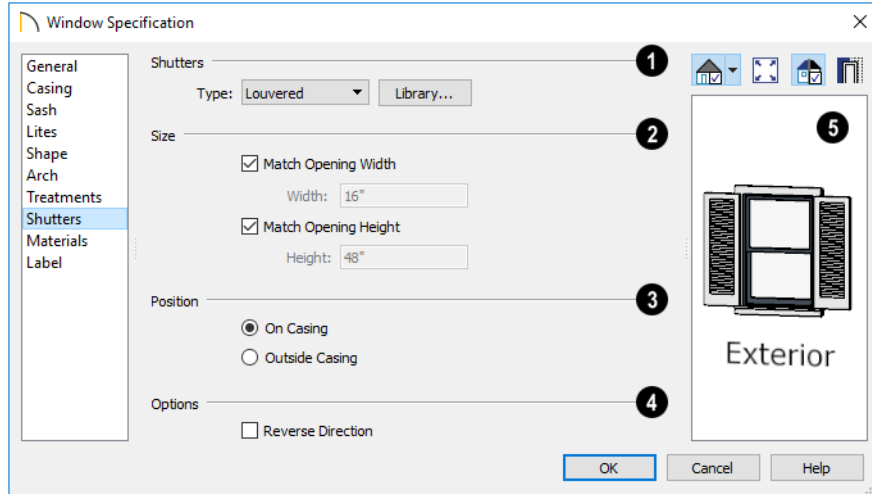 Window Specification
General
Casing
Sash
Lites
Shape
Arch
Treatments
Shutters
Materials
Label
Shutters 1
Type: Louvered Library...
Size 2
Match Opening Width
Width: 16"
Match Opening Height
Height: 48"
Position 3
On Casing
Outside Casing
Options 4
Reverse Direction
5
Exterior
OK Cancel Help